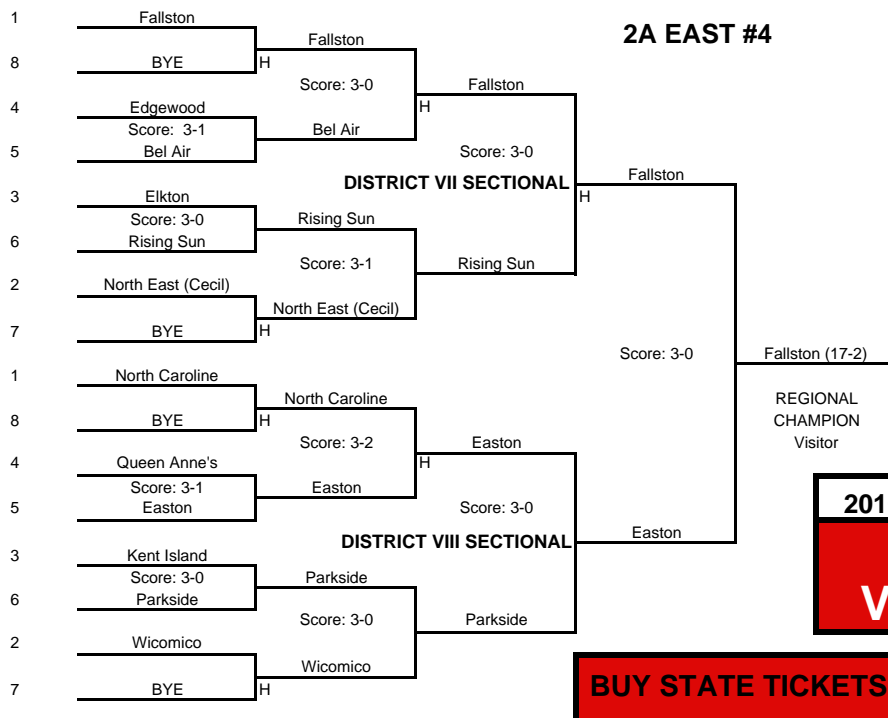 2A EAST #4
1 Fallston
Fallston
8 BYE H
Score: 3-0 Fallston
4 Edgewood H
Score: 3-1 Bel Air
5 Bel Air Score: 3-0
DISTRICT VII SECTIONAL Fallston
3 Elkton H
Score: 3-0 Rising Sun
6 Rising Sun
Score: 3-1 Rising Sun
2 North East (Cecil)
North East (Cecil)
7 BYE H
Score: 3-0 Fallston (17-2)
1 North Caroline
REGIONAL
North Caroline
CHAMPION
8 BYE H
Visitor
Score: 3-2 Easton
4 Queen Anne's H
Score: 3-1 Easton
5 Easton Score: 3-0
201
Easton
DISTRICT VIII SECTIONAL
3 Kent Island
Score: 3-0 Parkside
6 Parkside
V
Score: 3-0 Parkside
2 Wicomico
Wicomico
7 BYE H
BUY STATE TICKETS